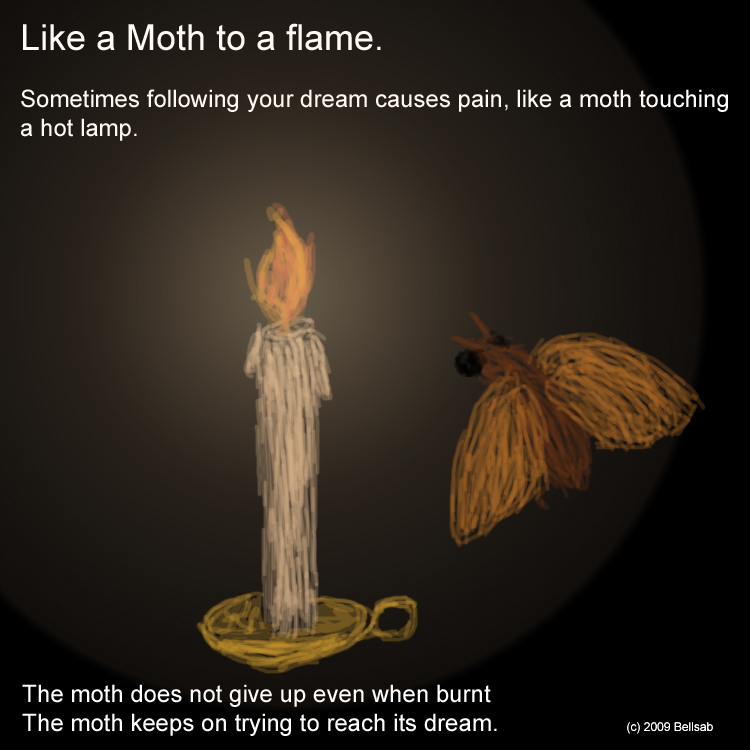 Like a Moth to a flame.
Sometimes following your dream causes pain, like a moth touching
a hot lamp.
The moth does not give up even when burnt
The moth keeps on trying to reach its dream.
(c) 2009 Bellsab